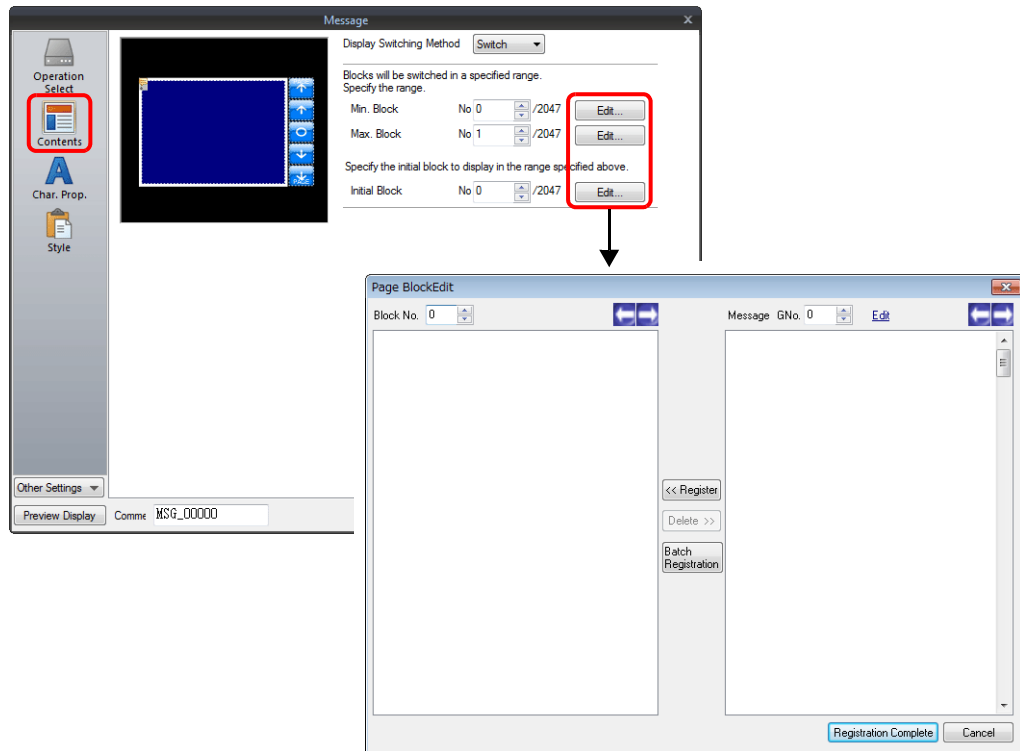 Message
Operation
Select
Contents
Char. Prop.
Style
Other Settings
Preview Display
Comme MSG_00000
Display Switching Method Switch
Blocks will be switched in a specified range.
Specify the range.
Min. Block No 0 /2047 Edit...
Max. Block No 1 /2047 Edit...
Specify the initial block to display in the range specified above.
Initial Block No 0 /2047 Edit...
Page BlockEdit
Block No. 0
Message GNo. 0 Edit
<< Register
Delete >>
Batch
Registration
Registration Complete Cancel